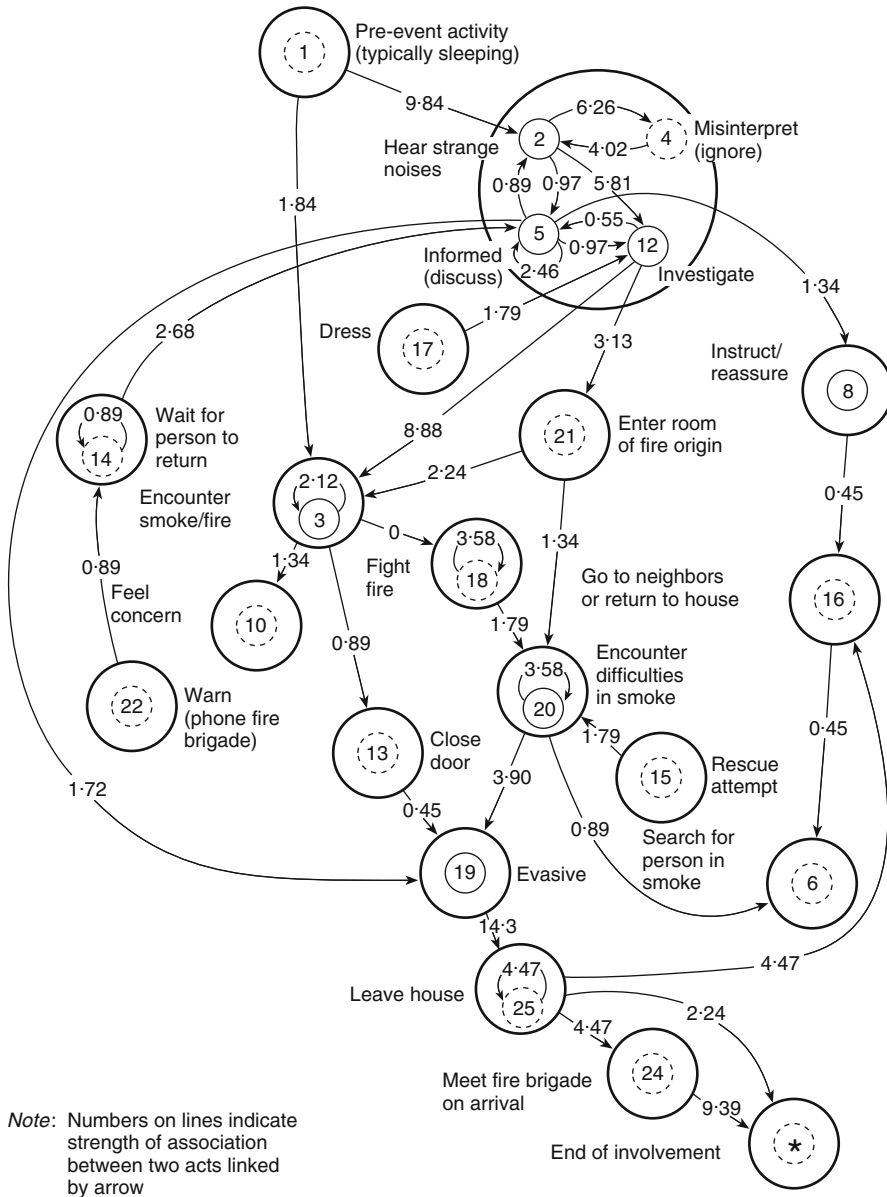 Pre-event activity
(typically sleeping)
1
9·84
6·26
Misinterpret
(ignore)
2
4
Hear strange
noises
4·02
0·89
0·97
5·81
1·84
0·55
5
12
0·97
Informed
(discuss)
2·46
Investigate
1·34
Dress
1·79
17
3·13
2·68
Instruct/
reassure
8
0·89
14
Wait for
person to
return
8·88
21
Enter room
of fire origin
2·24
Encounter
smoke/fire
2·12
3
0·45
0
3·58
18
Fight
fire
1·34
1·34
0·89
Feel
concern
10
Go to neighbors
or return to house
16
0·89
1·79
3·58
20
Encounter
difficulties
in smoke
22
Warn
(phone fire
brigade)
13
Close
door
1·79
0·45
15
Rescue
attempt
3·90
1·72
0·45
0·89
Search for
person in
smoke
19
Evasive
6
14·3
4·47
25
Leave house
4·47
2·24
4·47
24
Meet fire brigade
on arrival
9·39
End of involvement
*
Note: Numbers on lines indicate
strength of association
between two acts linked
by arrow